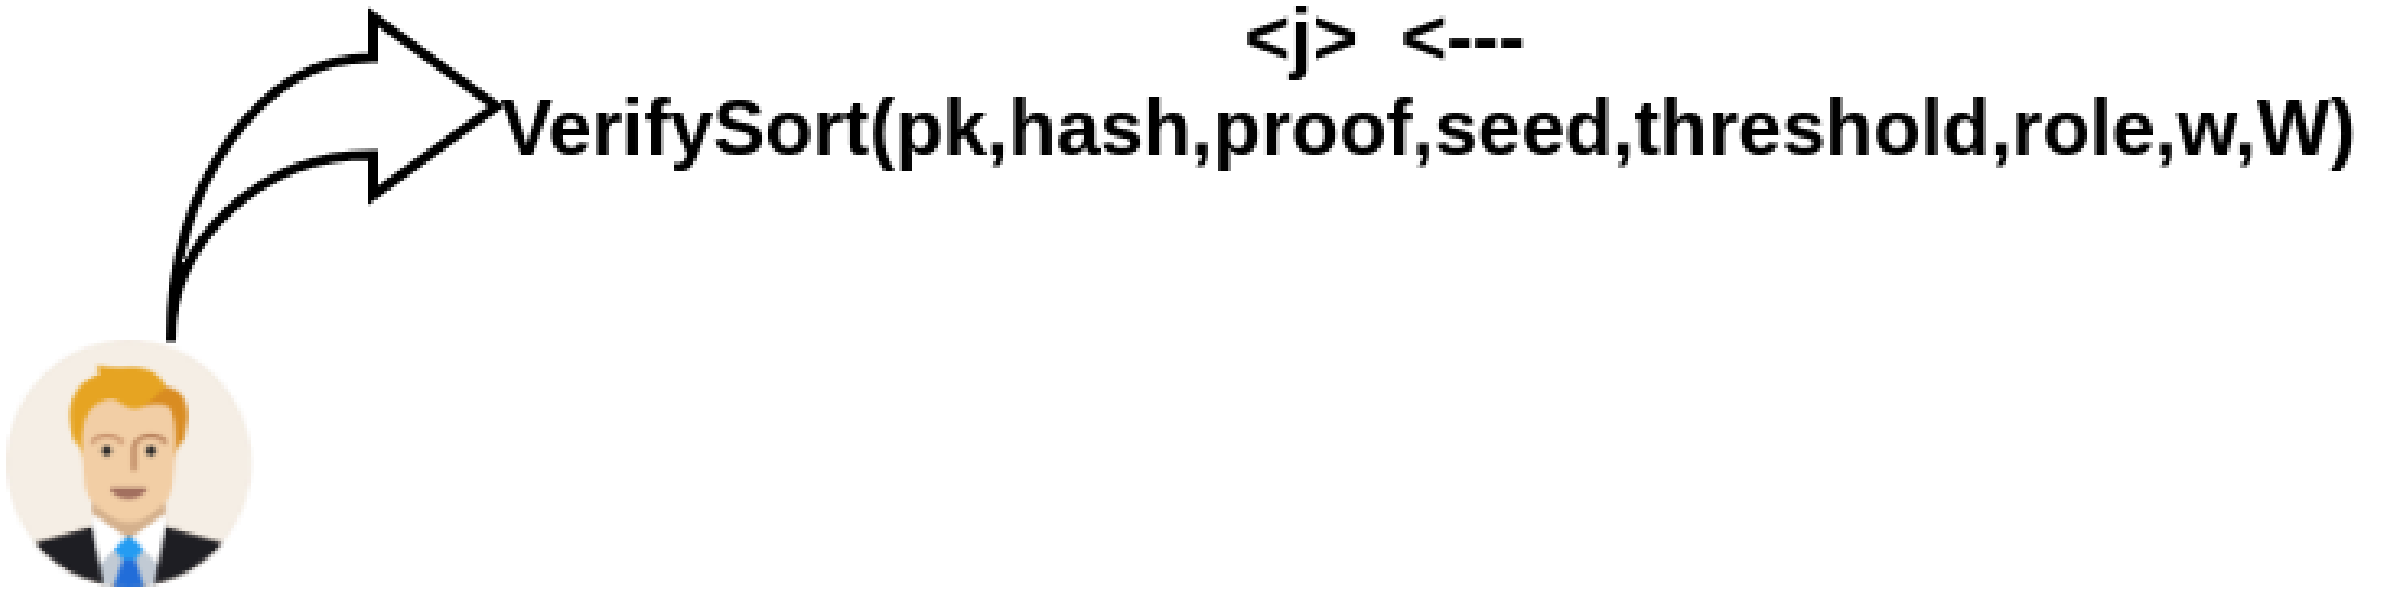 <j> <---
VerifySort(pk,hash,proof,seed,threshold,role,w,W)